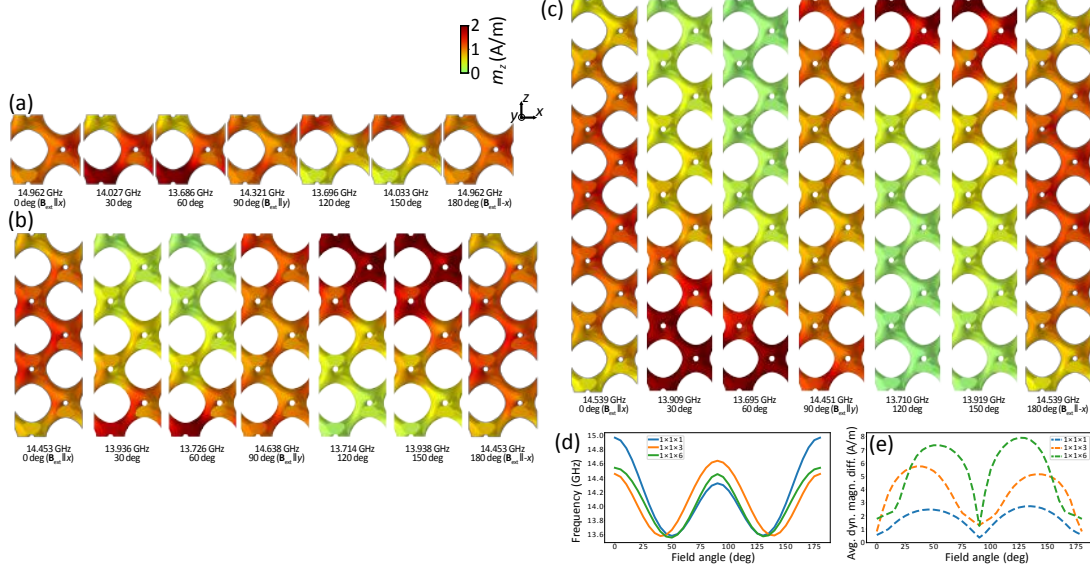 (a)
2
1
0
m_z (A/m)
z
y
x
14.962 GHz
0 deg (B_ext ∥x)
14.027 GHz
30 deg
13.686 GHz
60 deg
14.321 GHz
90 deg (B_ext ∥y)
13.696 GHz
120 deg
14.033 GHz
150 deg
14.962 GHz
180 deg (B_ext ∥-x)
(b)
14.453 GHz
0 deg (B_ext ∥x)
13.936 GHz
30 deg
13.726 GHz
60 deg
14.638 GHz
90 deg (B_ext ∥y)
13.714 GHz
120 deg
13.938 GHz
150 deg
14.453 GHz
180 deg (B_ext ∥-x)
(c)
14.539 GHz
0 deg (B_ext ∥x)
13.909 GHz
30 deg
13.695 GHz
60 deg
14.451 GHz
90 deg (B_ext ∥y)
13.710 GHz
120 deg
13.919 GHz
150 deg
14.539 GHz
180 deg (B_ext ∥-x)
(d)
Frequency (GHz)
15.0
14.8
14.6
14.4
14.2
14.0
13.8
13.6
1×1×1
1×1×3
1×1×6
0 25 50 75 100 125 150 175
Field angle (deg)
(e)
Avg. dyn. magn. diff. (A/m)
8
7
6
5
4
3
2
1
0
1×1×1
1×1×3
1×1×6
0 25 50 75 100 125 150 175
Field angle (deg)